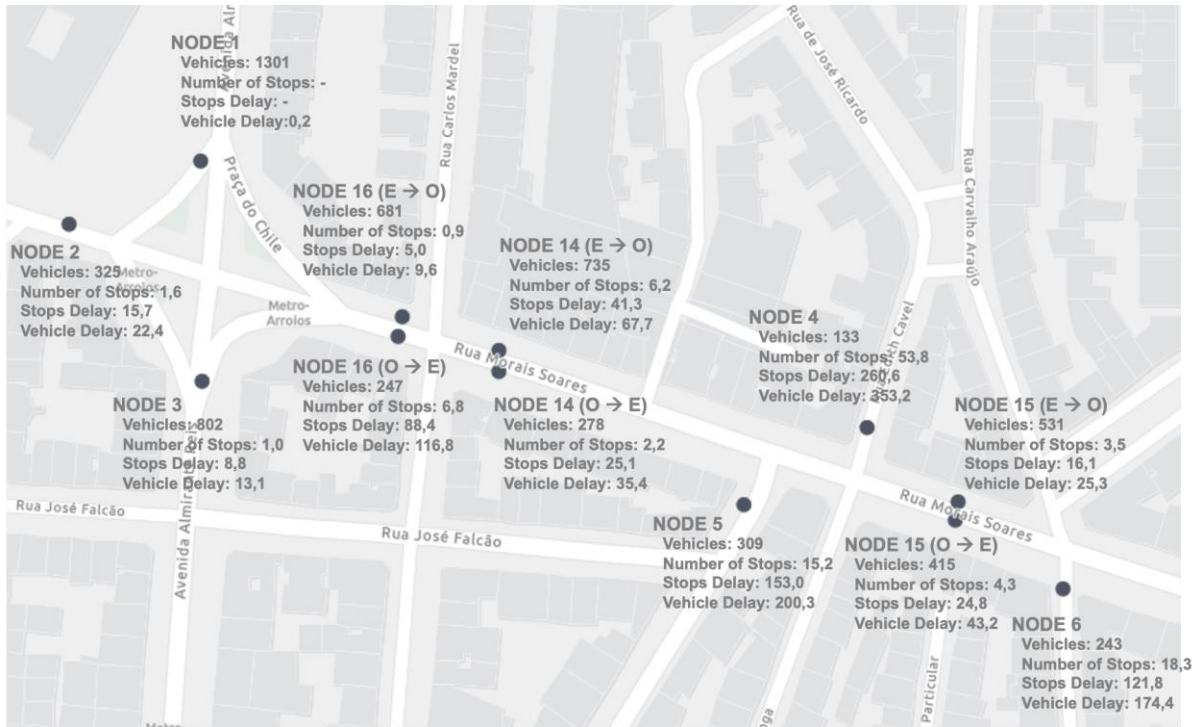 NODE 1
Vehicles: 1301
Number of Stops: -
Stops Delay: -
Vehicle Delay:0,2
Rua Carlos Mardel
Rua de José Ricardo
Praça do Chile
NODE 16 (E → O)
Vehicles: 681
Number of Stops: 0,9
Stops Delay: 5,0
Vehicle Delay: 9,6
Rua Carvalho Araújo
NODE 2
Vehicles: 325
Number of Stops: 1,6
Stops Delay: 15,7
Vehicle Delay: 22,4
Metro-
Arroios
Metro-
Arroios
NODE 14 (E → O)
Vehicles: 735
Number of Stops: 6,2
Stops Delay: 41,3
Vehicle Delay: 67,7
NODE 4
Vehicles: 133
Number of Stops: 53,8
Stops Delay: 260,6
Vehicle Delay: 353,2
Cavel
Rua Morais Soares
NODE 16 (O → E)
Vehicles: 247
Number of Stops: 6,8
Stops Delay: 88,4
Vehicle Delay: 116,8
NODE 3
Vehicles: 802
Number of Stops: 1,0
Stops Delay: 8,8
Vehicle Delay: 13,1
NODE 14 (O → E)
Vehicles: 278
Number of Stops: 2,2
Stops Delay: 25,1
Vehicle Delay: 35,4
NODE 15 (E → O)
Vehicles: 531
Number of Stops: 3,5
Stops Delay: 16,1
Vehicle Delay: 25,3
Rua José Falcão
Avenida Almirante Reis
Rua José Falcão
Rua Morais Soares
NODE 5
Vehicles: 309
Number of Stops: 15,2
Stops Delay: 153,0
Vehicle Delay: 200,3
NODE 15 (O → E)
Vehicles: 415
Number of Stops: 4,3
Stops Delay: 24,8
Vehicle Delay: 43,2
NODE 6
Vehicles: 243
Number of Stops: 18,3
Stops Delay: 121,8
Vehicle Delay: 174,4
Particular